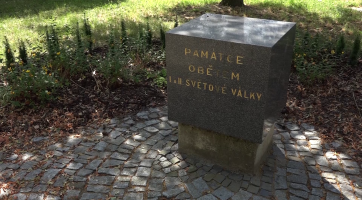 PAMÁTCE
OBĚTEM
I. a II. SVĚTOVÉ VÁLKY